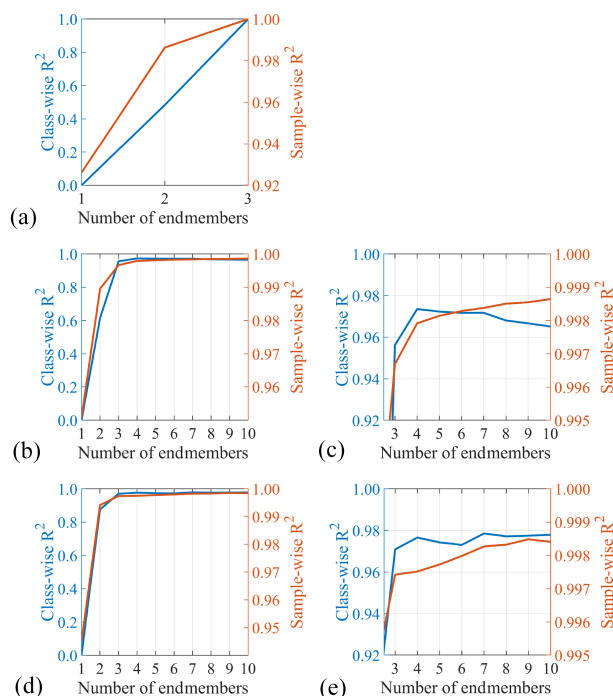 1.0
0.8
0.6
0.4
0.2
0.0
Class-wise R²
1.00
0.98
0.96
0.94
0.92
Sample-wise R²
1 2 3
Number of endmembers
(a)
1.0
0.8
0.6
0.4
0.2
0.0
Class-wise R²
1.00
0.99
0.98
0.97
0.96
Sample-wise R²
1 2 3 4 5 6 7 8 9 10
Number of endmembers
(b)
1.00
0.98
0.96
0.94
0.92
Class-wise R²
1.000
0.999
0.998
0.997
0.996
0.995
Sample-wise R²
3 4 5 6 7 8 9 10
Number of endmembers
(c)
1.0
0.8
0.6
0.4
0.2
0.0
Class-wise R²
1.00
0.99
0.98
0.97
0.96
0.95
Sample-wise R²
1 2 3 4 5 6 7 8 9 10
Number of endmembers
(d)
1.00
0.98
0.96
0.94
0.92
Class-wise R²
1.000
0.999
0.998
0.997
0.996
0.995
Sample-wise R²
3 4 5 6 7 8 9 10
Number of endmembers
(e)